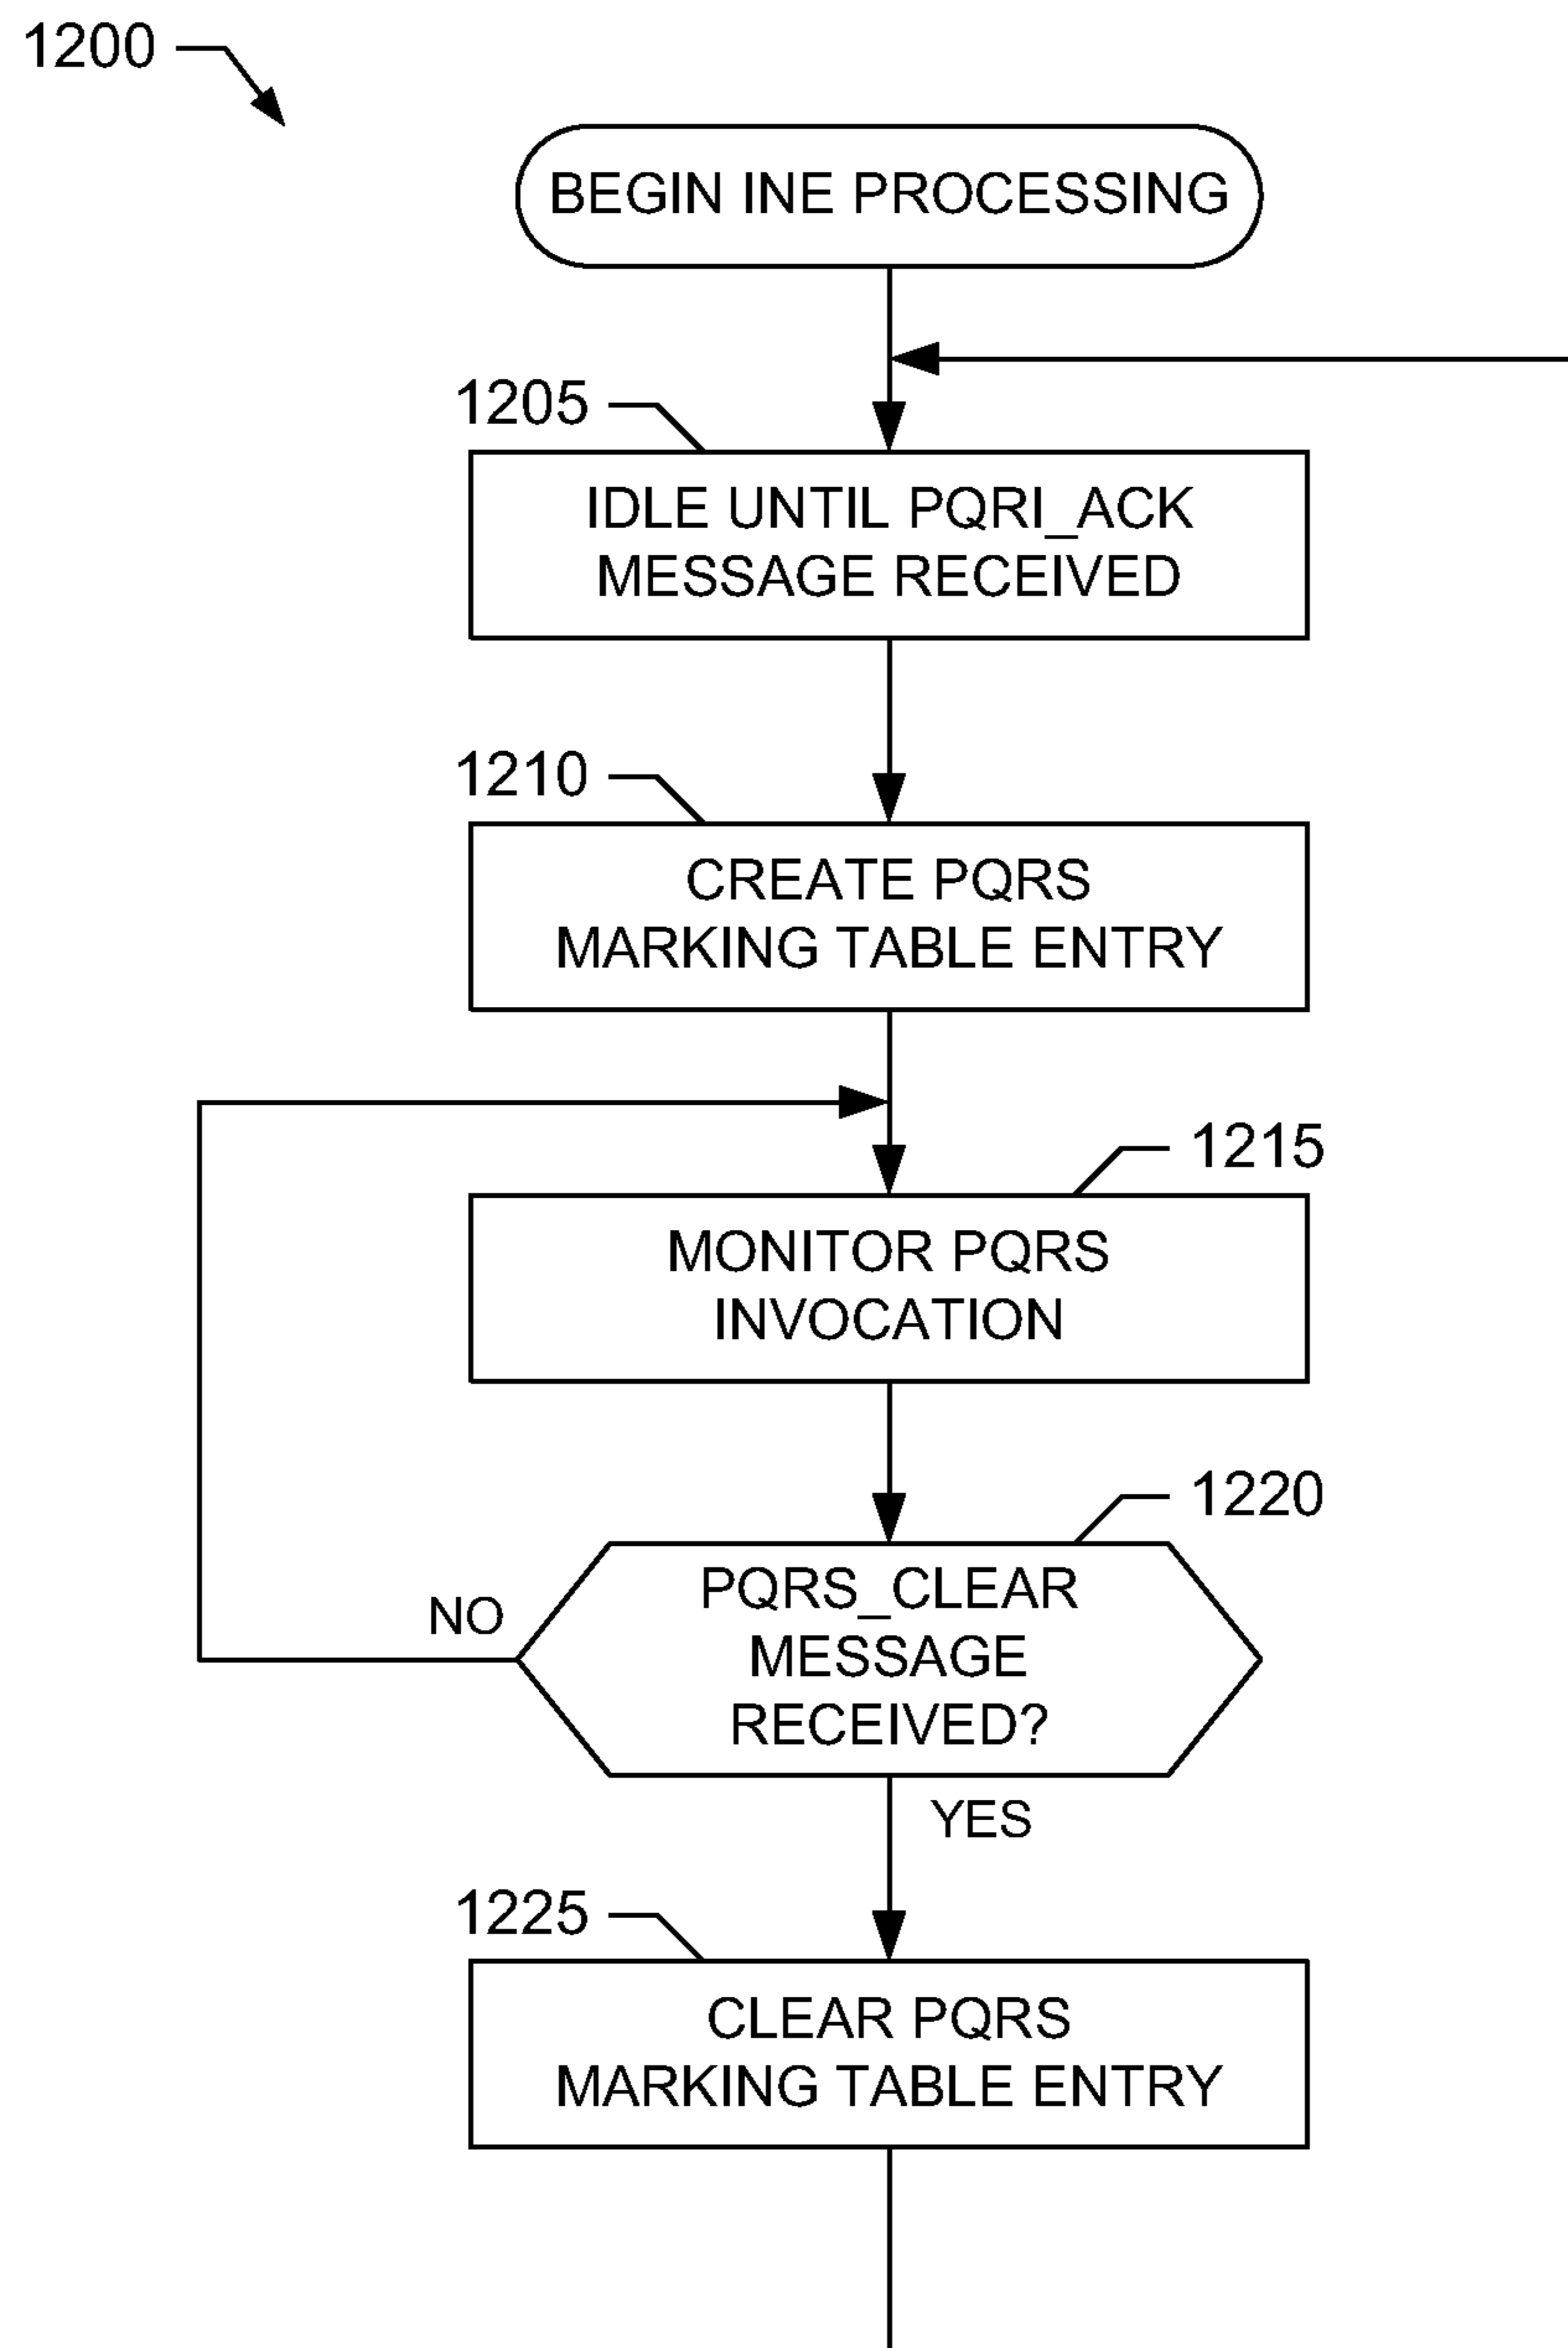 1200
BEGIN INE PROCESSING
1205
IDLE UNTIL PQRI_ACK
MESSAGE RECEIVED
1210
CREATE PQRS
MARKING TABLE ENTRY
1215
MONITOR PQRS
INVOCATION
1220
PQRS_CLEAR
MESSAGE
RECEIVED?
NO
YES
1225
CLEAR PQRS
MARKING TABLE ENTRY